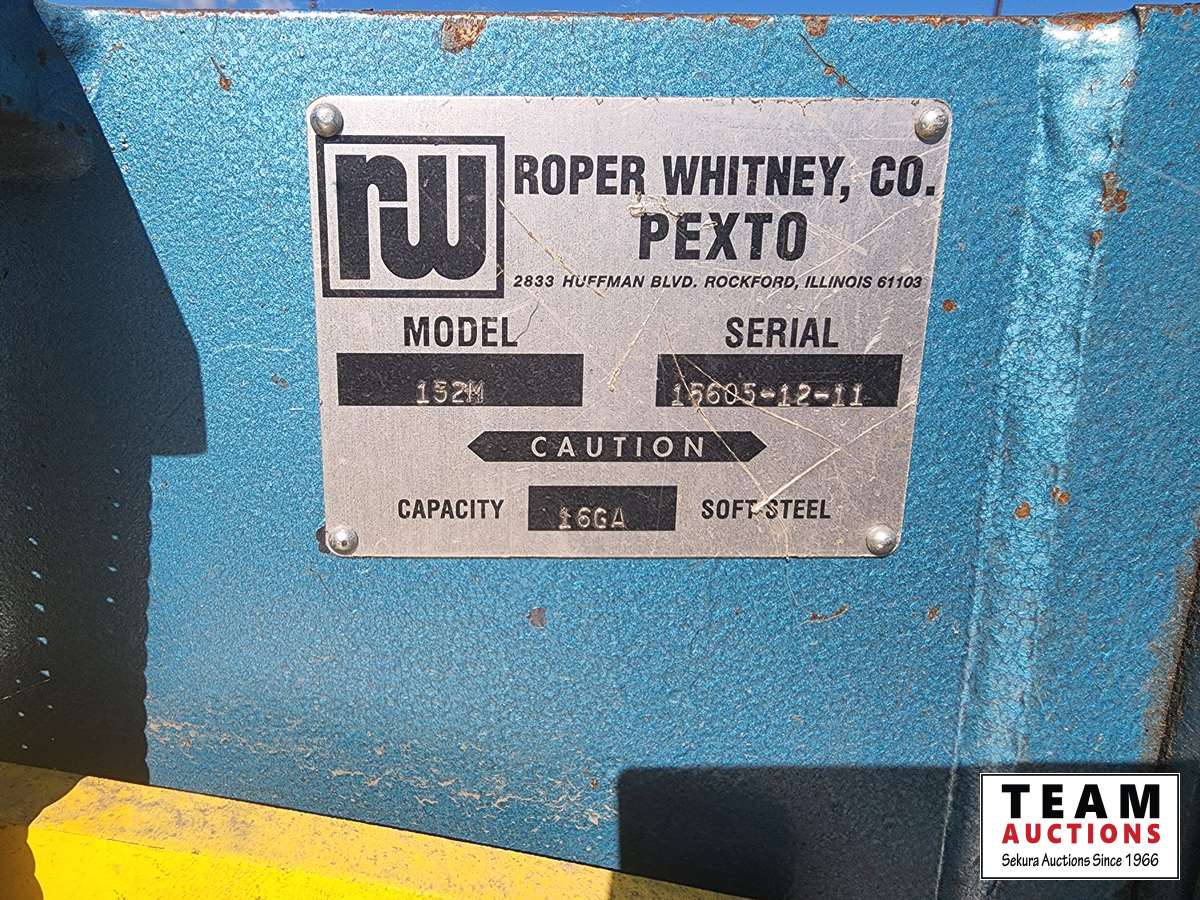 rw
ROPER WHITNEY, CO.
PEXTO
2833 HUFFMAN BLVD. ROCKFORD, ILLINOIS 61103
MODEL SERIAL
152M 15605-12-11
CAUTION
CAPACITY 16GA SOFT STEEL
TEAM
AUCTIONS
Sekura Auctions Since 1966